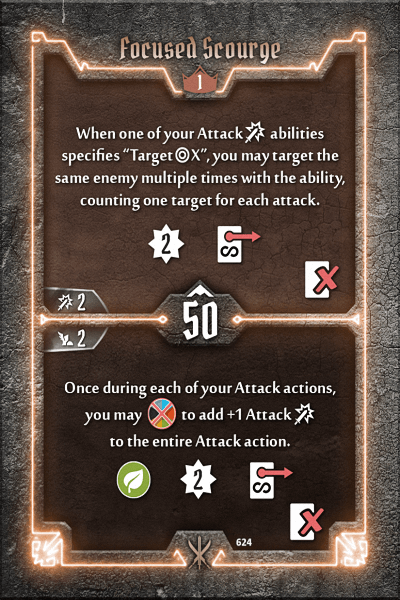 Focused Scourge
1
When one of your Attack abilities
specifies “Target X”, you may target the
same enemy multiple times with the ability,
counting one target for each attack.
2
2
50
2
Once during each of your Attack actions,
you may to add +1 Attack
to the entire Attack action.
2
624